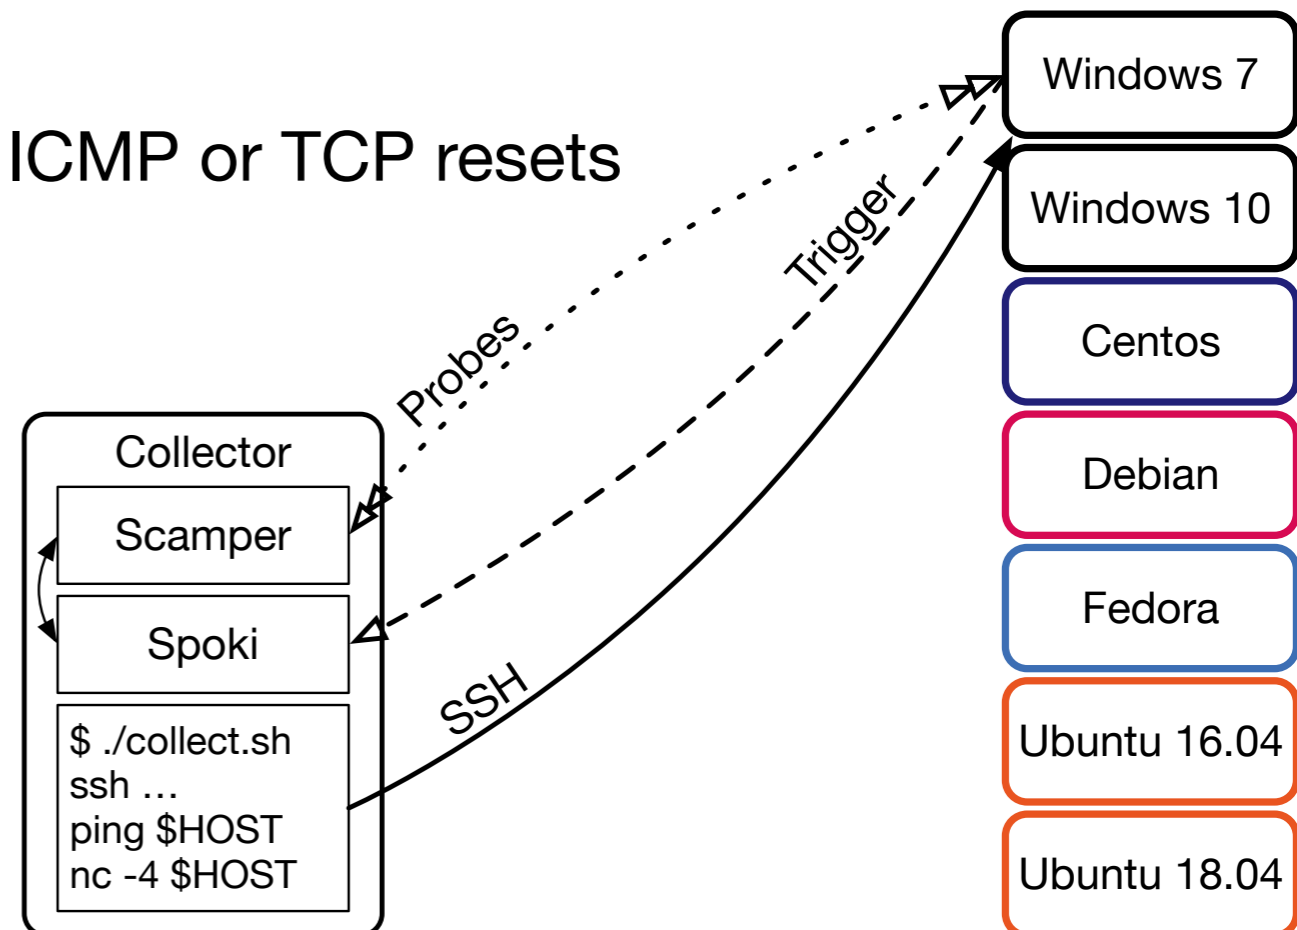 ICMP or TCP resets
Probes
Trigger
SSH
Collector
Scamper
Spoki
$ ./collect.sh
ssh …
ping $HOST
nc -4 $HOST
Windows 7
Windows 10
Centos
Debian
Fedora
Ubuntu 16.04
Ubuntu 18.04